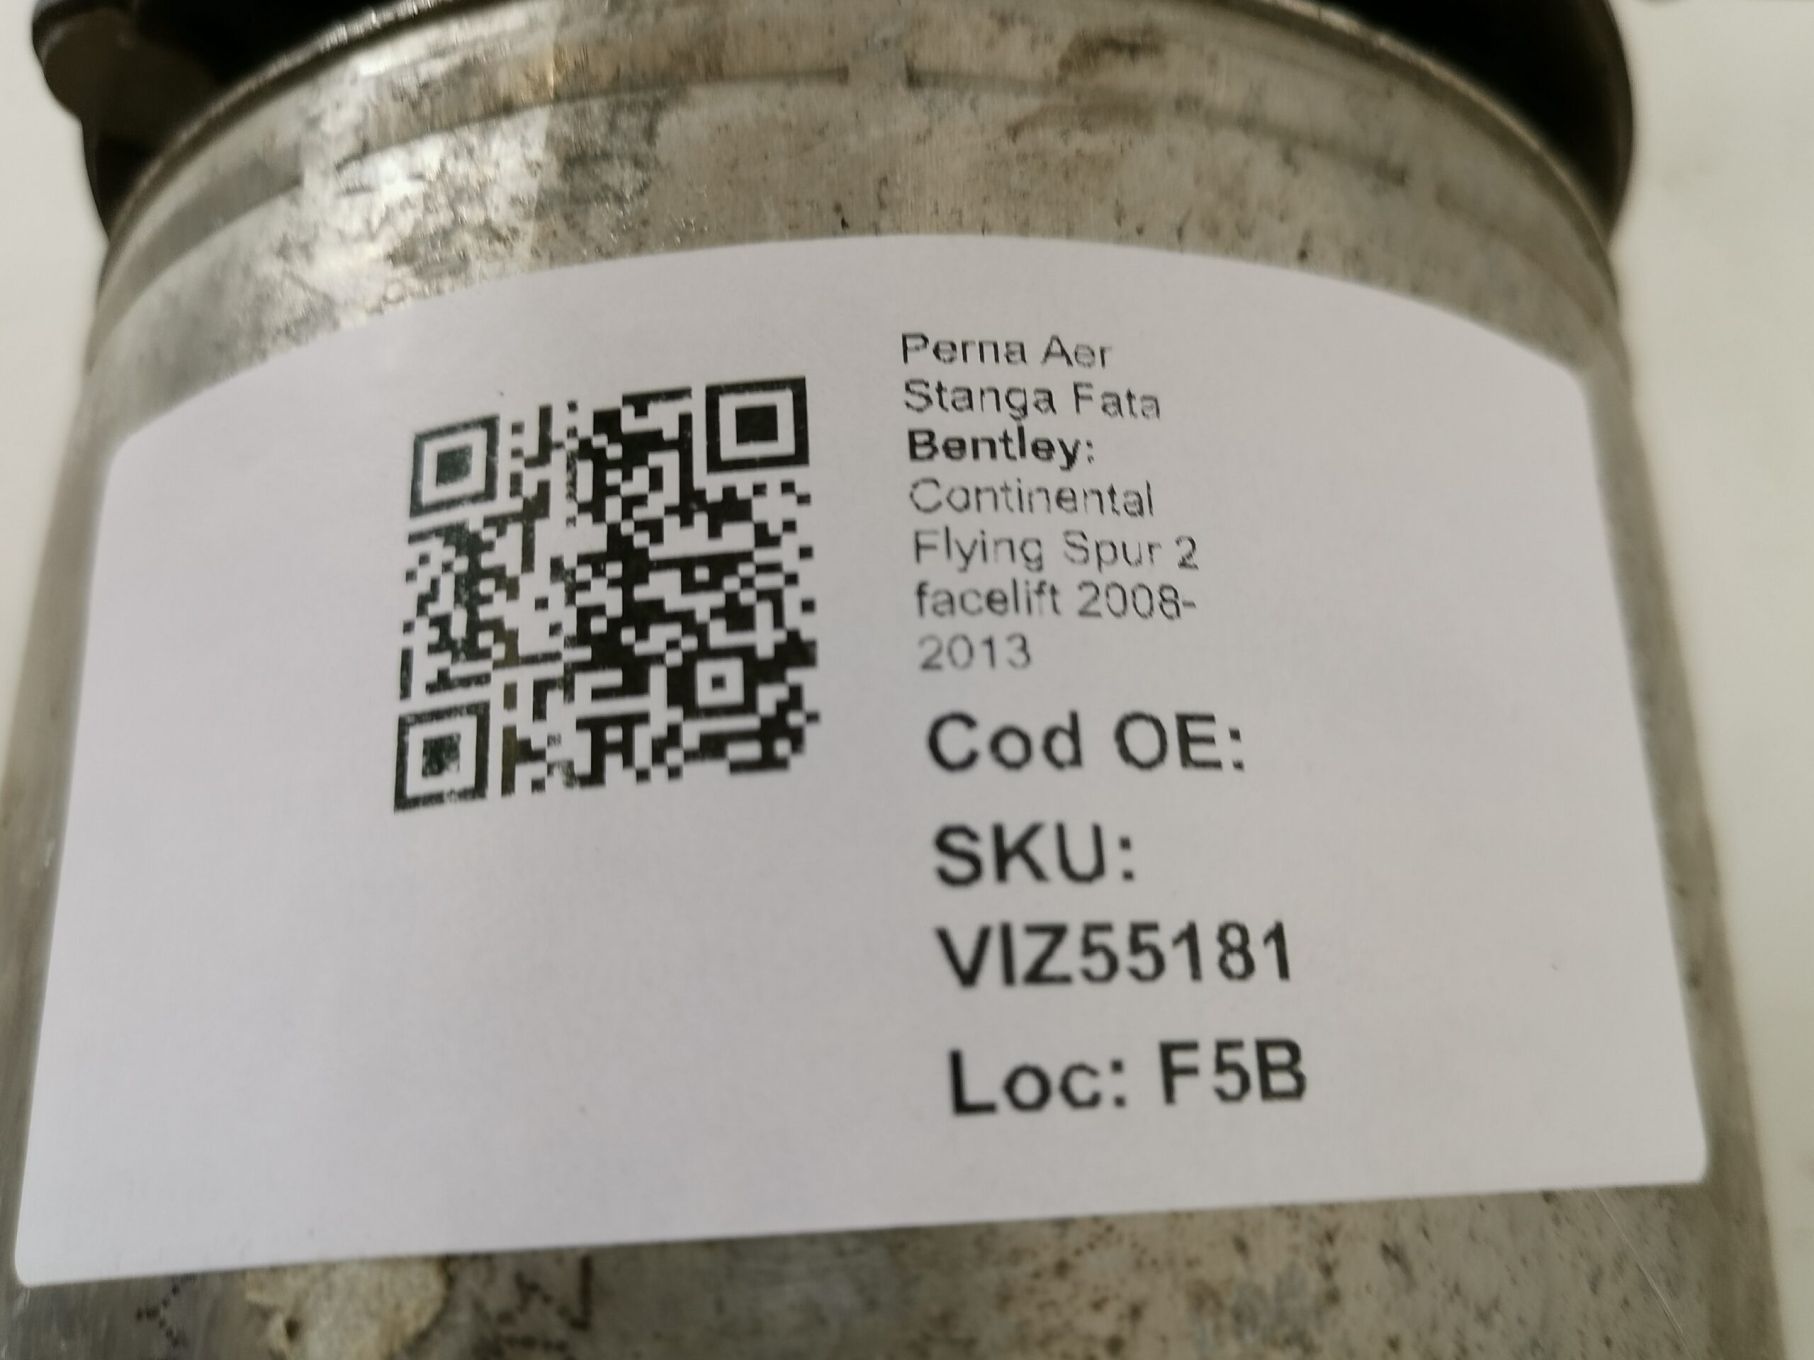 Perna Aer
Stanga Fata
Bentley:
Continental
Flying Spur 2
facelift 2008-
2013
Cod OE:
SKU:
VIZ55181
Loc: F5B